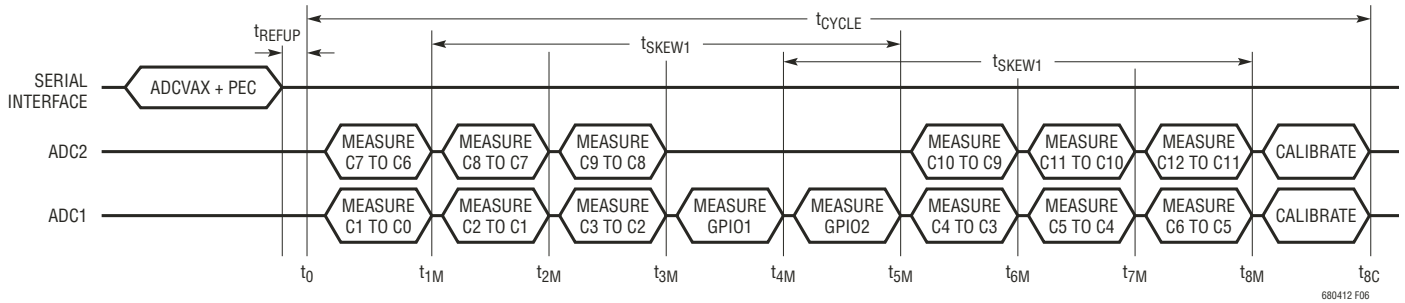 tCYCLE
tREFUP
tSKEW1
tSKEW1
SERIAL
INTERFACE
ADCVAX + PEC
ADC2
MEASURE
C7 TO C6
MEASURE
C8 TO C7
MEASURE
C9 TO C8
MEASURE
C10 TO C9
MEASURE
C11 TO C10
MEASURE
C12 TO C11
CALIBRATE
ADC1
MEASURE
C1 TO C0
MEASURE
C2 TO C1
MEASURE
C3 TO C2
MEASURE
GPIO1
MEASURE
GPIO2
MEASURE
C4 TO C3
MEASURE
C5 TO C4
MEASURE
C6 TO C5
CALIBRATE
t0
t1M
t2M
t3M
t4M
t5M
t6M
t7M
t8M
t8C
680412 F06